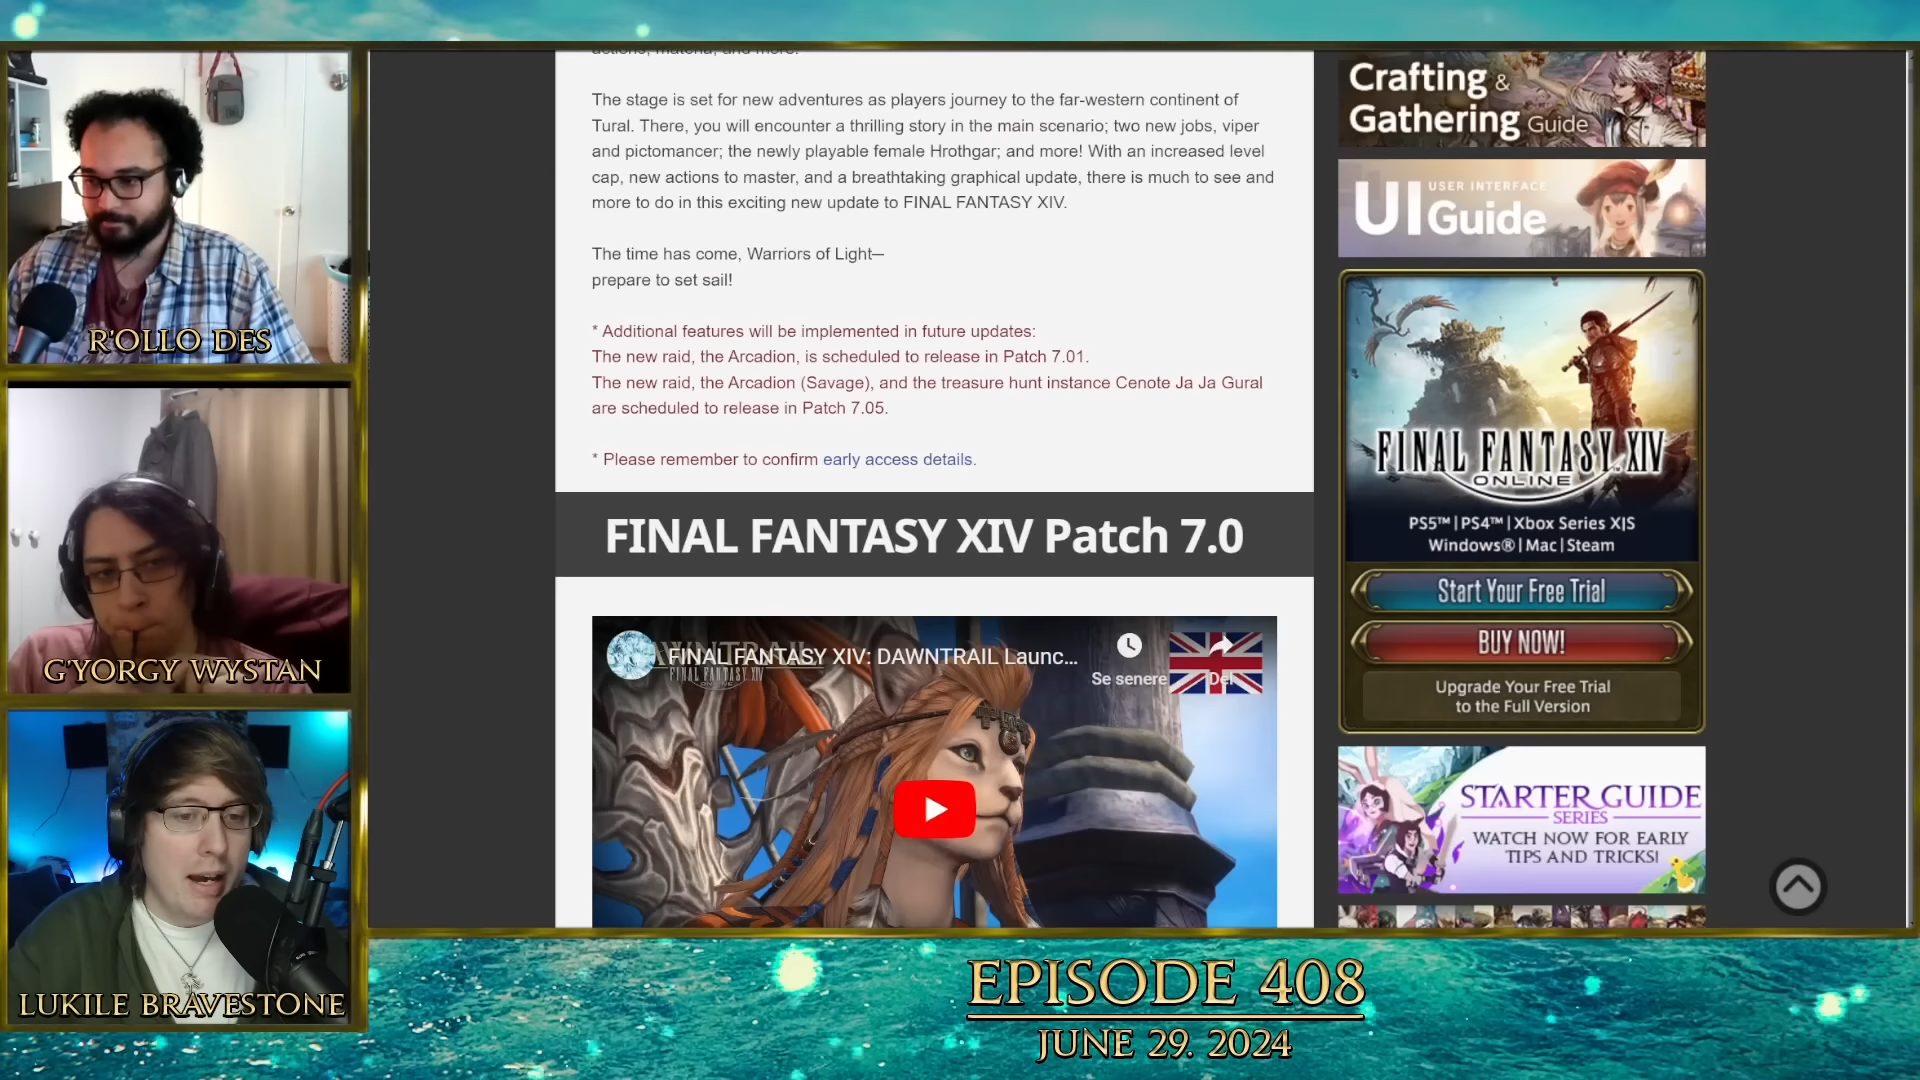 R'OLLO DES
G'YORGY WYSTAN
LUKILE BRAVESTONE
actions, materia, and more.
The stage is set for new adventures as players journey to the far-western continent of
Tural. There, you will encounter a thrilling story in the main scenario; two new jobs, viper
and pictomancer; the newly playable female Hrothgar; and more! With an increased level
cap, new actions to master, and a breathtaking graphical update, there is much to see and
more to do in this exciting new update to FINAL FANTASY XIV.
The time has come, Warriors of Light—
prepare to set sail!
* Additional features will be implemented in future updates:
The new raid, the Arcadion, is scheduled to release in Patch 7.01.
The new raid, the Arcadion (Savage), and the treasure hunt instance Cenote Ja Ja Gural
are scheduled to release in Patch 7.05.
* Please remember to confirm early access details.
FINAL FANTASY XIV Patch 7.0
FINAL FANTASY XIV: DAWNTRAIL Launc...
FINAL FANTASY XIV
Se senere
Del
Crafting &
Gathering Guide
UI USER INTERFACE
Guide
FINAL FANTASY XIV
ONLINE
PS5™ | PS4™ | Xbox Series X|S
Windows® | Mac | Steam
Start Your Free Trial
BUY NOW!
Upgrade Your Free Trial
to the Full Version
STARTER GUIDE
SERIES
WATCH NOW FOR EARLY
TIPS AND TRICKS!
EPISODE 408
JUNE 29. 2024